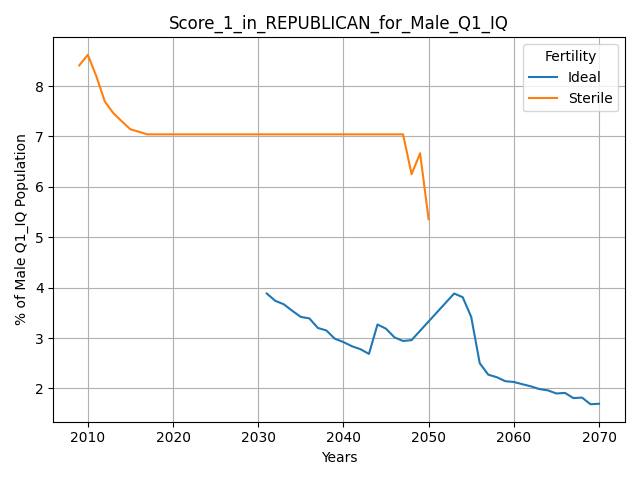 Score_1_in_REPUBLICAN_for_Male_Q1_IQ
Fertility
Ideal
Sterile
% of Male Q1_IQ Population
8
7
6
5
4
3
2
2010 2020 2030 2040 2050 2060 2070
Years